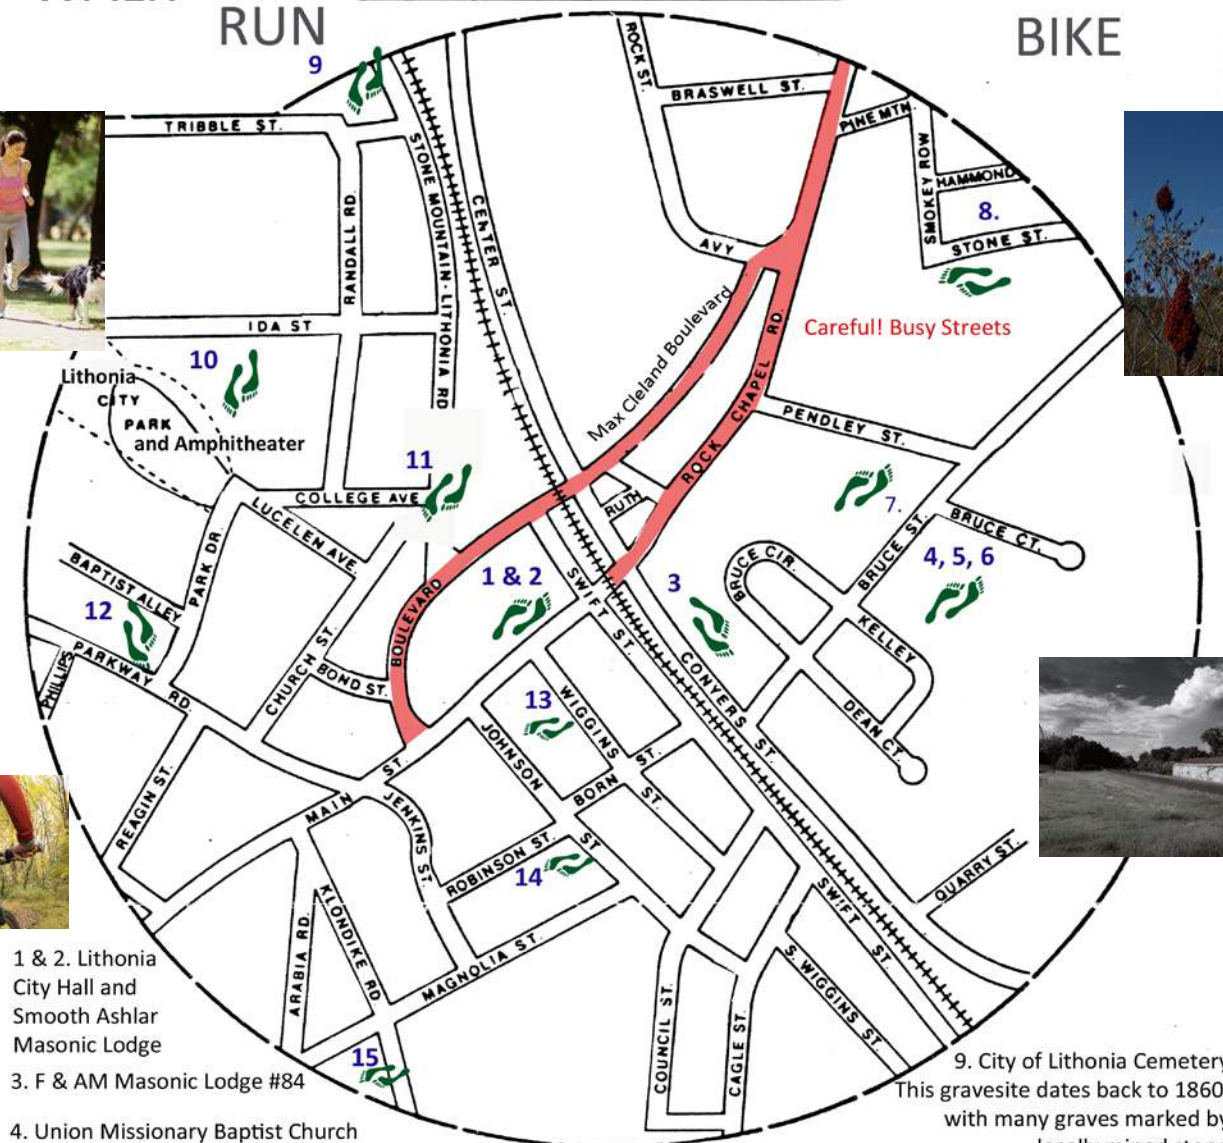 RUN
BIKE
9
ROCK ST.
BRASWELL ST.
PINE MTN.
TRIBBLE ST.
STONE MOUNTAIN-LITHONIA RD.
CENTER ST.
SMOKEY ROW
HAMMOND
8.
STONE ST.
RANDALL RD.
AVY
IDA ST
Max Cleland Boulevard
Careful! Busy Streets
10
Lithonia
CITY
PARK
and Amphitheater
ROCK CHAPEL RD.
PENDLEY ST.
11
COLLEGE AVE
RUTH
7.
LUCELEN AVE.
BRUCE ST.
BRUCE CT.
4, 5, 6
BAPTIST ALLEY
PARK DR.
1 & 2
SWIFT ST.
3
BRUCE CIR.
12
BOULEVARD
KELLEY
PHILLIPS
PARKWAY RD.
CHURCH ST.
BOND ST.
CONYERS ST.
13
WIGGINS ST.
DEAN CT.
JOHNSON ST
BORN ST.
REAGIN ST.
MAIN ST.
JENKINS ST.
ROBINSON ST.
14
QUARRY ST.
SWIFT ST.
KLONDIKE RD
ARABIA RD.
MAGNOLIA ST.
S. WIGGINS ST.
COUNCIL ST.
CAGLE ST.
15
1 & 2. Lithonia
City Hall and
Smooth Ashlar
Masonic Lodge
3. F & AM Masonic Lodge #84
4. Union Missionary Baptist Church
9. City of Lithonia Cemetery
This gravesite dates back to 1860
with many graves marked by